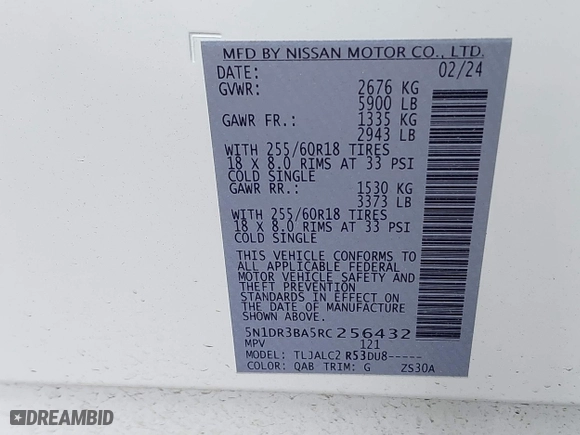 MFD BY NISSAN MOTOR CO., LTD.
DATE: 02/24
GVWR: 2676 KG
5900 LB
GAWR FR.: 1335 KG
2943 LB
WITH 255/60R18 TIRES
18 X 8.0 RIMS AT 33 PSI
COLD SINGLE
GAWR RR.: 1530 KG
3373 LB
WITH 255/60R18 TIRES
18 X 8.0 RIMS AT 33 PSI
COLD SINGLE
THIS VEHICLE CONFORMS TO
ALL APPLICABLE FEDERAL
MOTOR VEHICLE SAFETY AND
THEFT PREVENTION
STANDARDS IN EFFECT ON
THE DATE OF MANUFACTURE
SHOWN ABOVE.
5N1DR3BA5RC256432
MPV 121
MODEL: TLJALC2 R53DU8-----
COLOR: QAB TRIM: G ZS30A
DREAMBID